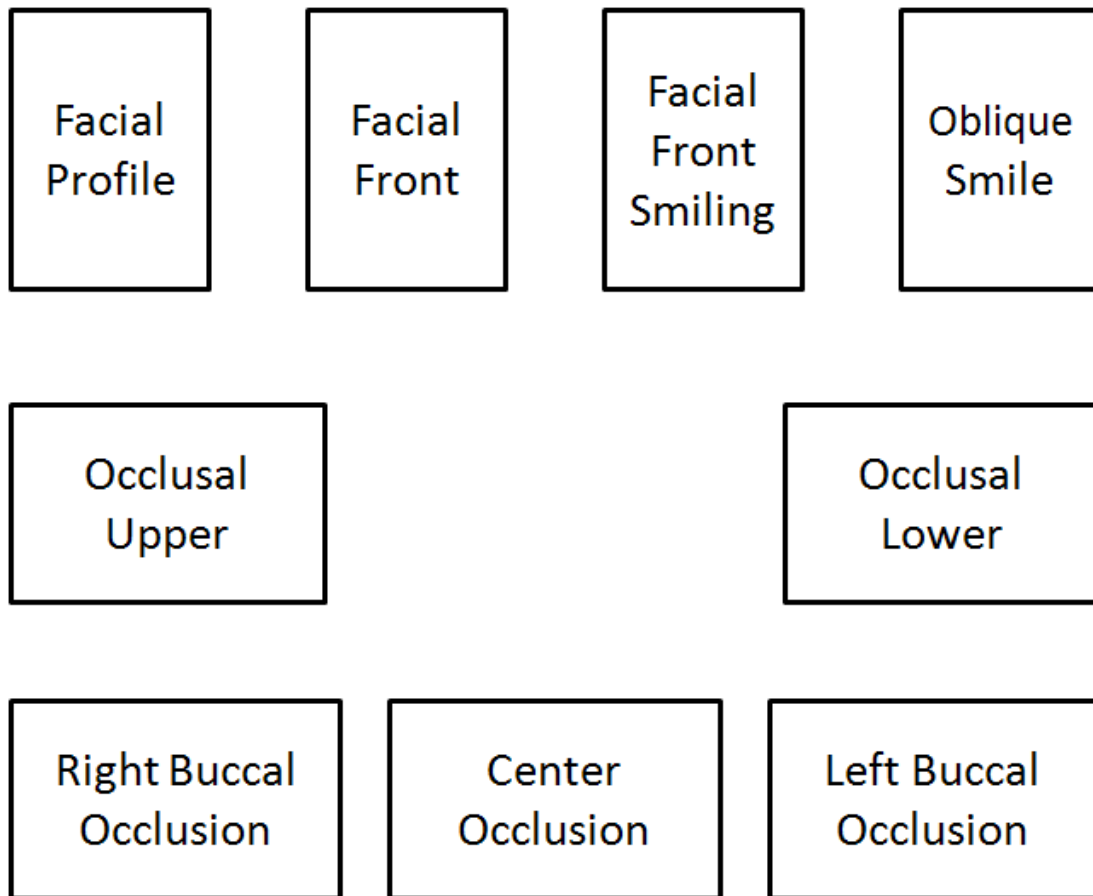 Facial
Profile
Facial
Front
Facial
Front
Smiling
Oblique
Smile
Occlusal
Upper
Occlusal
Lower
Right Buccal
Occlusion
Center
Occlusion
Left Buccal
Occlusion